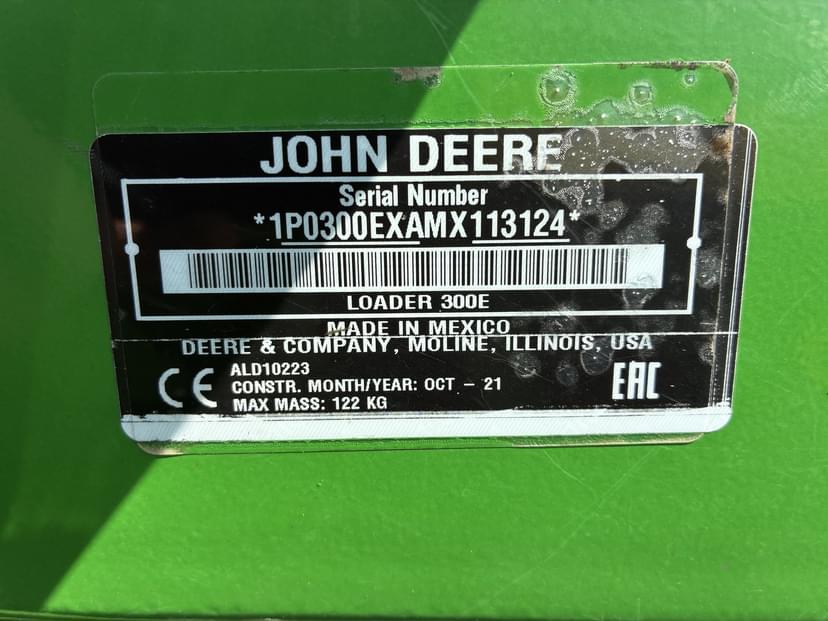 JOHN DEERE
Serial Number
*1P0300EXAMX113124*
LOADER 300E
MADE IN MEXICO
DEERE & COMPANY, MOLINE, ILLINOIS, USA
ALD10223
CE CONSTR. MONTH/YEAR: OCT - 21 EAC
MAX MASS: 122 KG